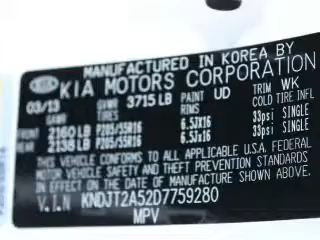 MANUFACTURED IN KOREA BY
KIA MOTORS CORPORATION
03/13 GVWR 3715 LB PAINT UD TRIM WK
GAWR RIMS COLD TIRE INFL
FRONT 2160 LB P205/55R16 6.5JX16 33psi SINGLE
REAR 2138 LB P205/55R16 6.5Jx16 33psi SINGLE
THIS VEHICLE CONFORMS TO ALL APPLICABLE U.S.A. FEDERAL
MOTOR VEHICLE SAFETY AND THEFT PREVENTION STANDARDS
IN EFFECT ON THE DATE OF MANUFACTURE SHOWN ABOVE.
V.I.N KNDJT2A52D7759280
MPV